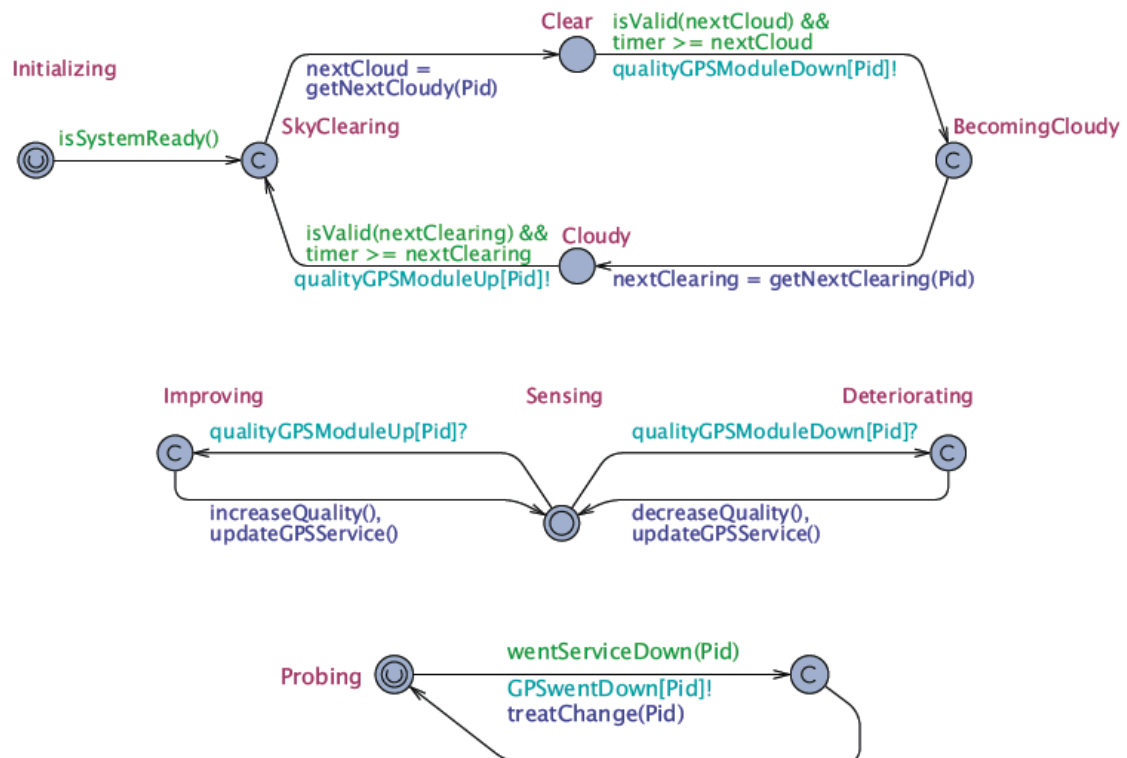 Clear
isValid(nextCloud) &&
timer >= nextCloud
qualityGPSModuleDown[Pid]!
Initializing
nextCloud =
getNextCloudy(Pid)
isSystemReady()
SkyClearing
BecomingCloudy
C
C
isValid(nextClearing) &&
timer >= nextClearing
qualityGPSModuleUp[Pid]!
Cloudy
nextClearing = getNextClearing(Pid)
Improving
Sensing
Deteriorating
qualityGPSModuleUp[Pid]?
qualityGPSModuleDown[Pid]?
C
C
increaseQuality(),
updateGPSService()
decreaseQuality(),
updateGPSService()
wentServiceDown(Pid)
Probing
C
GPSwentDown[Pid]!
treatChange(Pid)